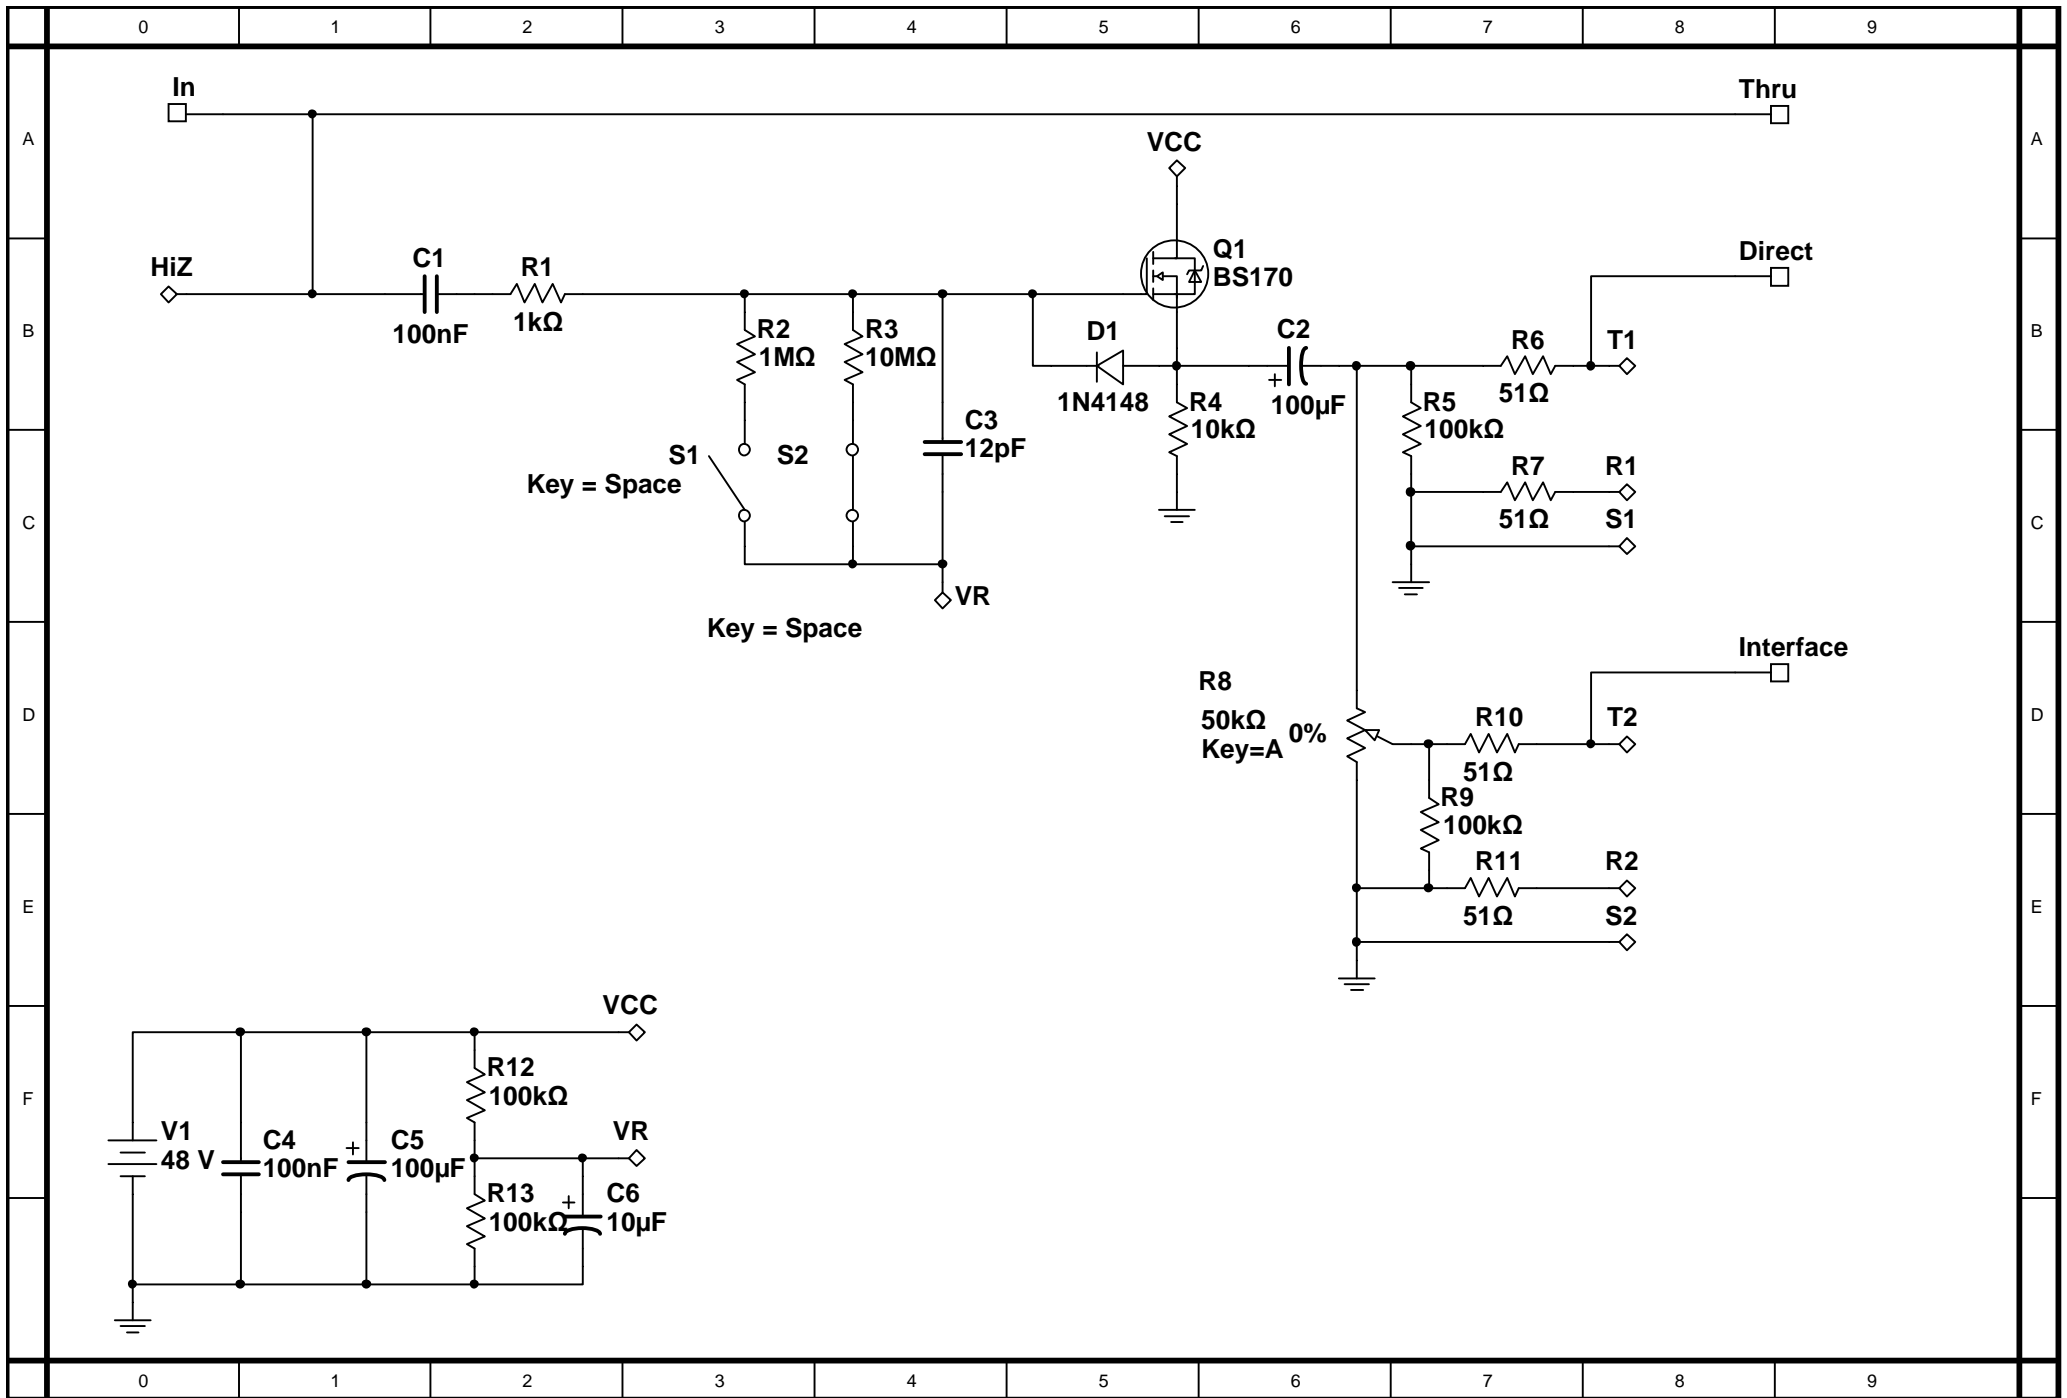 0 1 2 3 4 5 6 7 8 9
In
Thru
A
A
VCC
HiZ
C1
100nF
R1
1kΩ
Q1
BS170
Direct
B
B
R2
1MΩ
R3
10MΩ
D1
1N4148
C2
+
100µF
R6
51Ω
T1
R4
10kΩ
R5
100kΩ
C3
12pF
S1
Key = Space
S2
R7
51Ω
R1
S1
C
C
VR
Key = Space
Interface
R8
50kΩ
Key=A
0%
R10
51Ω
T2
D
D
R9
100kΩ
R11
51Ω
R2
S2
E
E
VCC
R12
100kΩ
F
F
V1
48 V
C4
100nF
+
C5
100µF
VR
R13
100kΩ
+
C6
10µF
0 1 2 3 4 5 6 7 8 9